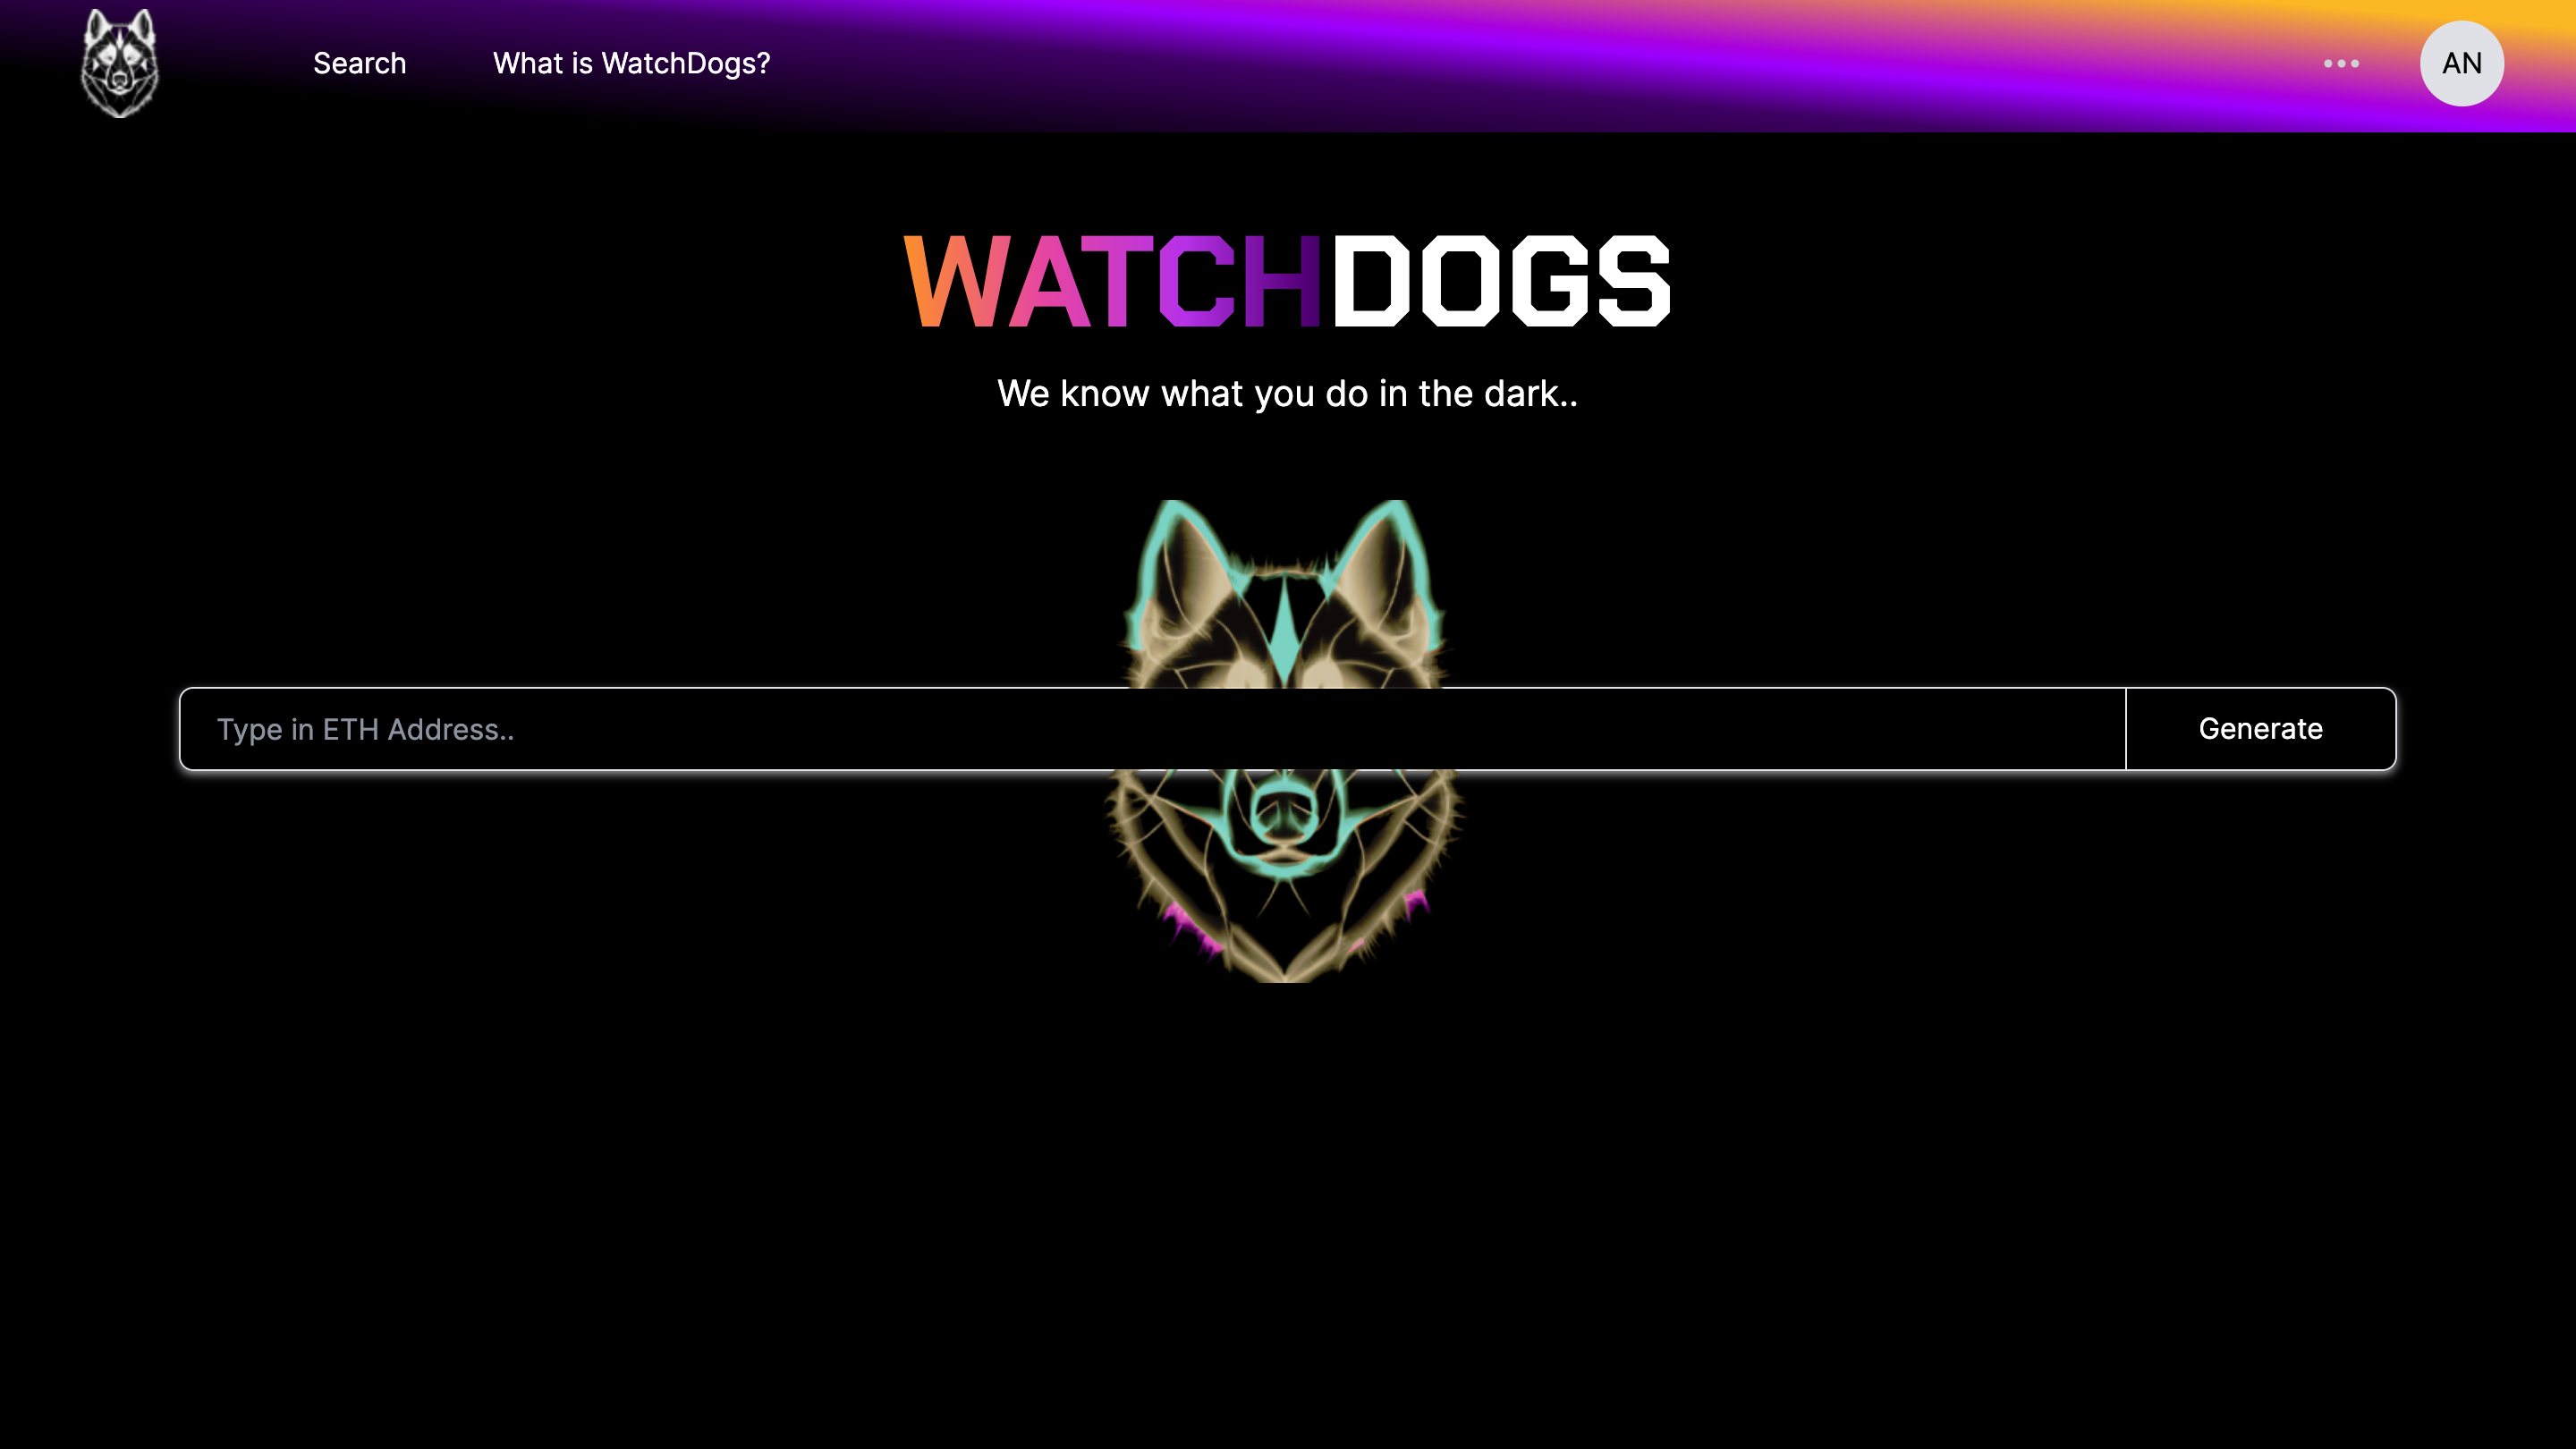 Search
What is WatchDogs?
AN
WATCHDOGS
We know what you do in the dark..
Type in ETH Address..
Generate